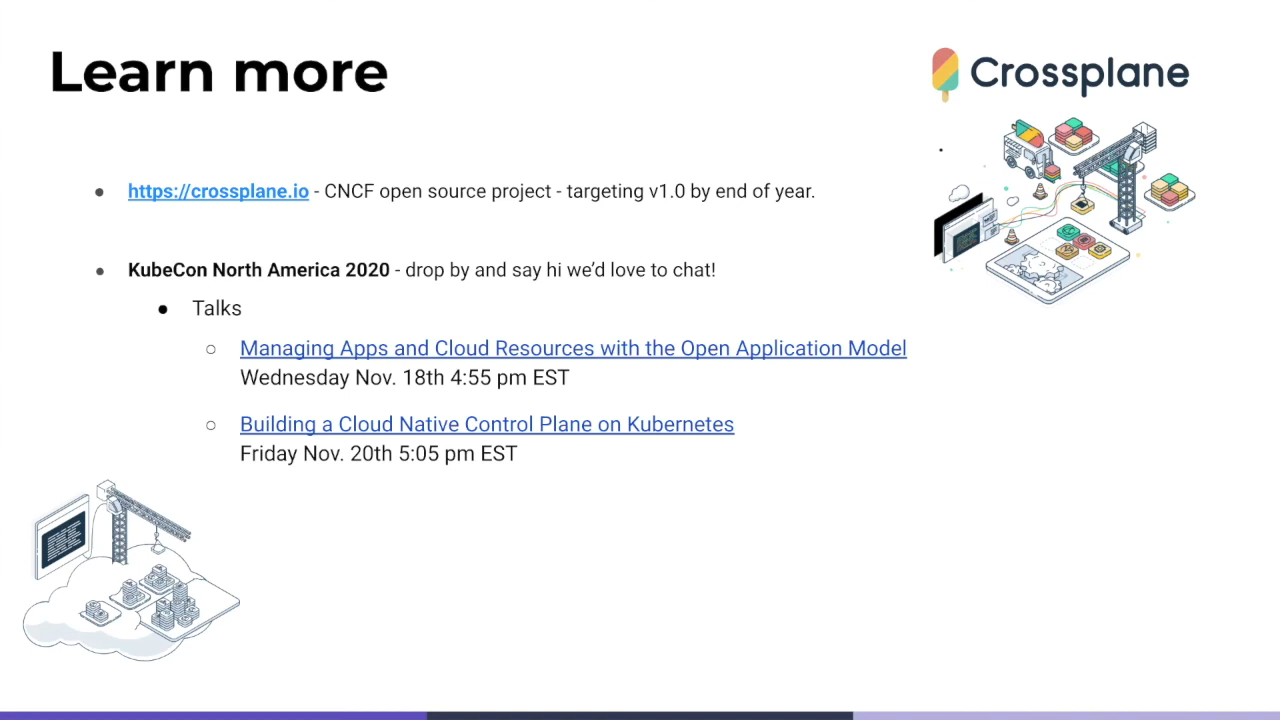 Learn more
Crossplane
https://crossplane.io - CNCF open source project - targeting v1.0 by end of year.
KubeCon North America 2020 - drop by and say hi we’d love to chat!
Talks
Managing Apps and Cloud Resources with the Open Application Model
Wednesday Nov. 18th 4:55 pm EST
Building a Cloud Native Control Plane on Kubernetes
Friday Nov. 20th 5:05 pm EST